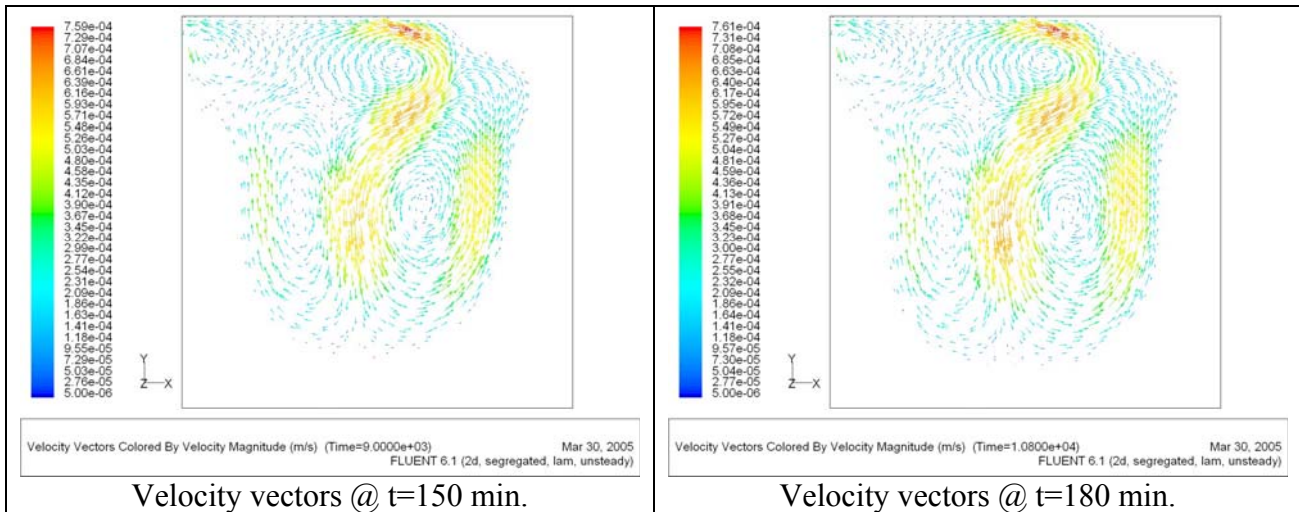 7.59e-04
7.29e-04
7.07e-04
6.84e-04
6.61e-04
6.39e-04
6.16e-04
5.93e-04
5.71e-04
5.48e-04
5.26e-04
5.03e-04
4.80e-04
4.58e-04
4.35e-04
4.12e-04
3.90e-04
3.67e-04
3.45e-04
3.22e-04
2.99e-04
2.77e-04
2.54e-04
2.31e-04
2.09e-04
1.86e-04
1.63e-04
1.41e-04
1.18e-04
9.55e-05
7.29e-05
5.03e-05
2.76e-05
5.00e-06
Y
Z X
Velocity Vectors Colored By Velocity Magnitude (m/s) (Time=9.0000e+03) Mar 30, 2005
FLUENT 6.1 (2d, segregated, lam, unsteady)
Velocity vectors @ t=150 min.
7.61e-04
7.31e-04
7.08e-04
6.85e-04
6.63e-04
6.40e-04
6.17e-04
5.95e-04
5.72e-04
5.49e-04
5.27e-04
5.04e-04
4.81e-04
4.59e-04
4.36e-04
4.13e-04
3.91e-04
3.68e-04
3.45e-04
3.23e-04
3.00e-04
2.77e-04
2.55e-04
2.32e-04
2.09e-04
1.87e-04
1.64e-04
1.41e-04
1.18e-04
9.57e-05
7.30e-05
5.04e-05
2.77e-05
5.00e-06
Y
Z X
Velocity Vectors Colored By Velocity Magnitude (m/s) (Time=1.0800e+04) Mar 30, 2005
FLUENT 6.1 (2d, segregated, lam, unsteady)
Velocity vectors @ t=180 min.